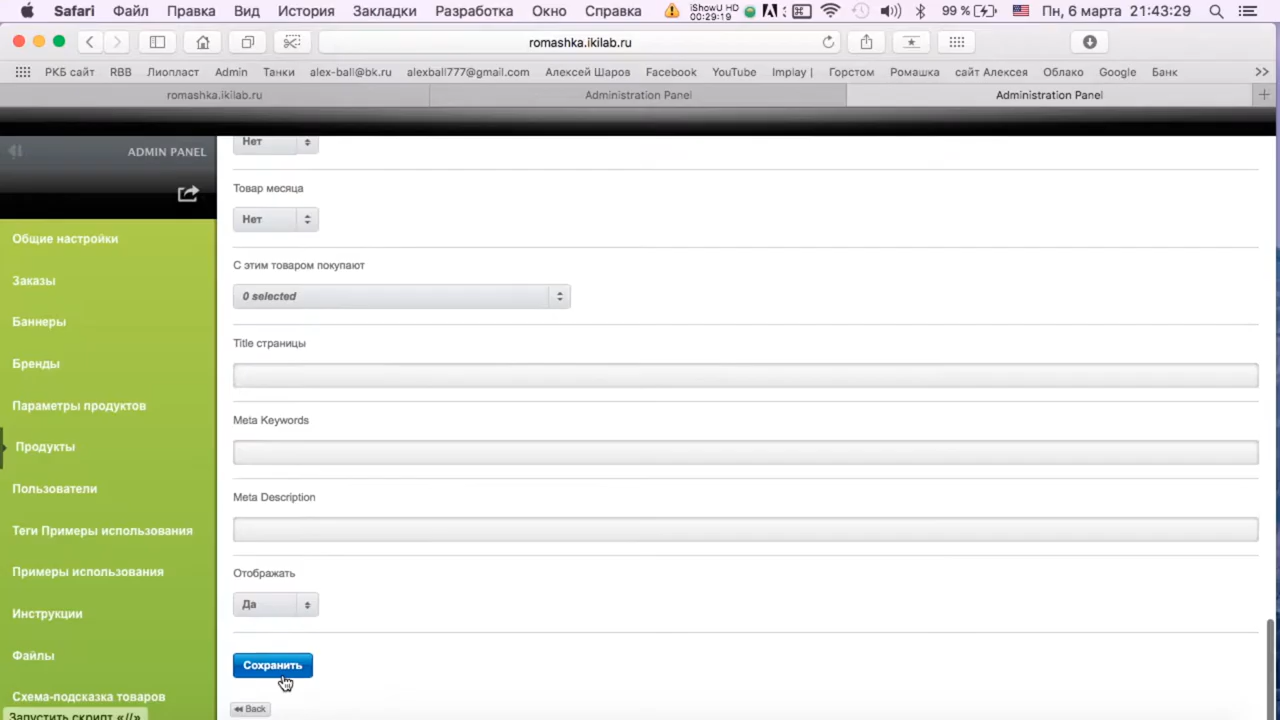 Safari Файл Правка Вид История Закладки Разработка Окно Справка iShowU HD 00:29:19 99 % Пн, 6 марта 21:43:29
romashka.ikilab.ru
РКБ сайт RBB Лиопласт Admin Танки alex-ball@bk.ru alexball777@gmail.com Алексей Шаров Facebook YouTube Implay | Горстом Ромашка сайт Алексея Облако Google Банк
romashka.ikilab.ru Administration Panel Administration Panel
ADMIN PANEL
Общие настройки
Заказы
Баннеры
Бренды
Параметры продуктов
Продукты
Пользователи
Теги Примеры использования
Примеры использования
Инструкции
Файлы
Схема-подсказка товаров
Запустить скрипт «//»
Нет
Товар месяца
Нет
С этим товаром покупают
0 selected
Title страницы
Meta Keywords
Meta Description
Отображать
Да
Сохранить
Back